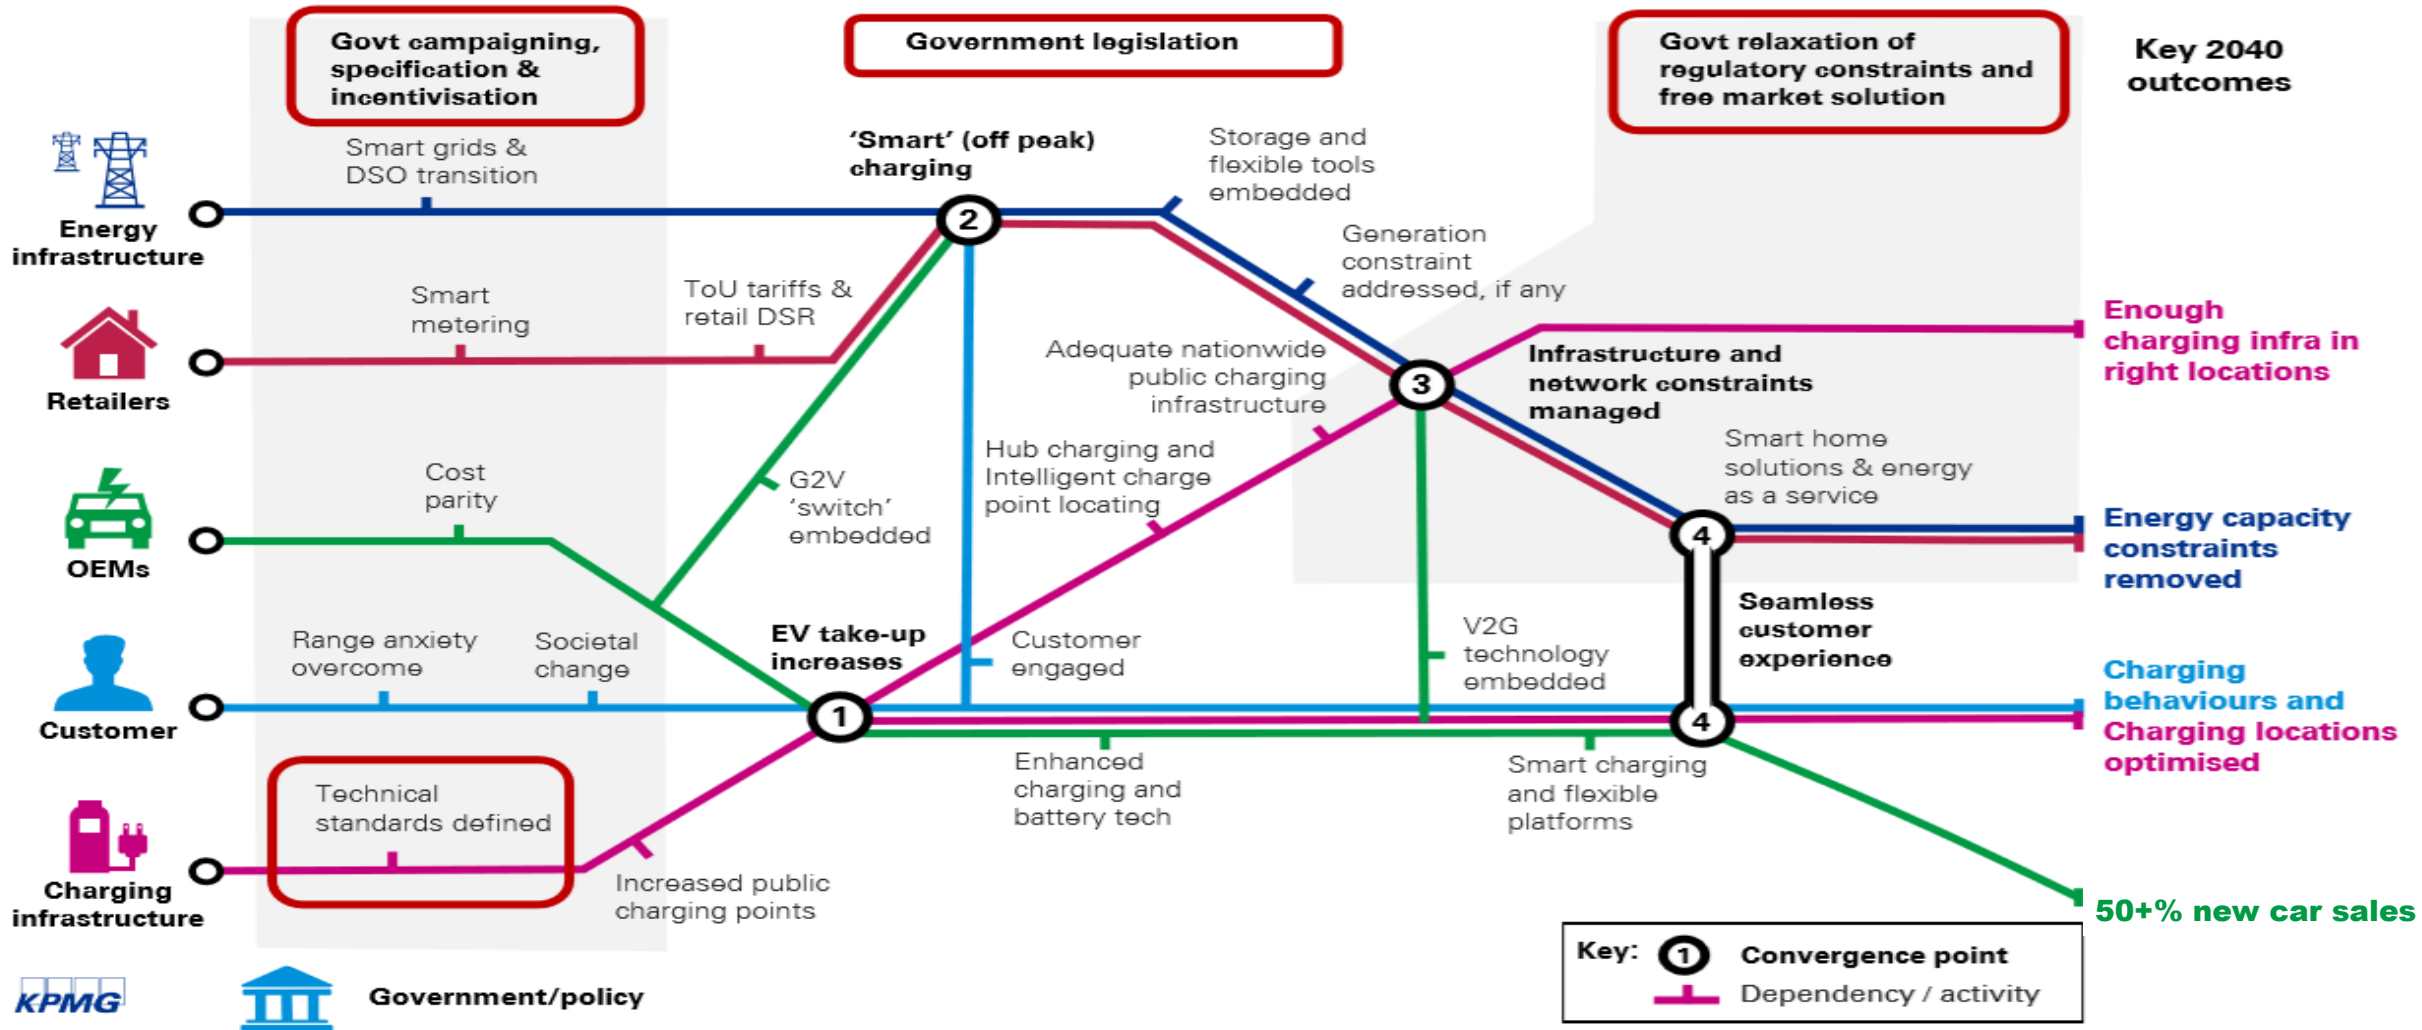 Govt campaigning,
specification &
incentivisation
Government legislation
Govt relaxation of
regulatory constraints and
free market solution
Key 2040
outcomes
Energy
infrastructure
Smart grids &
DSO transition
'Smart' (off peak)
charging
2
Storage and
flexible tools
embedded
Generation
constraint
addressed, if any
Retailers
Smart
metering
ToU tariffs &
retail DSR
Adequate nationwide
public charging
infrastructure
3
Infrastructure and
network constraints
managed
Enough
charging infra in
right locations
OEMs
Cost
parity
G2V
'switch'
embedded
Hub charging and
Intelligent charge
point locating
Smart home
solutions & energy
as a service
4
Energy capacity
constraints
removed
Customer
Range anxiety
overcome
Societal
change
EV take-up
increases
1
Customer
engaged
V2G
technology
embedded
Seamless
customer
experience
4
Charging
behaviours and
Charging locations
optimised
Charging
infrastructure
Technical
standards defined
Increased public
charging points
Enhanced
charging and
battery tech
Smart charging
and flexible
platforms
50+% new car sales
KPMG
Government/policy
Key:
1
Convergence point
Dependency / activity